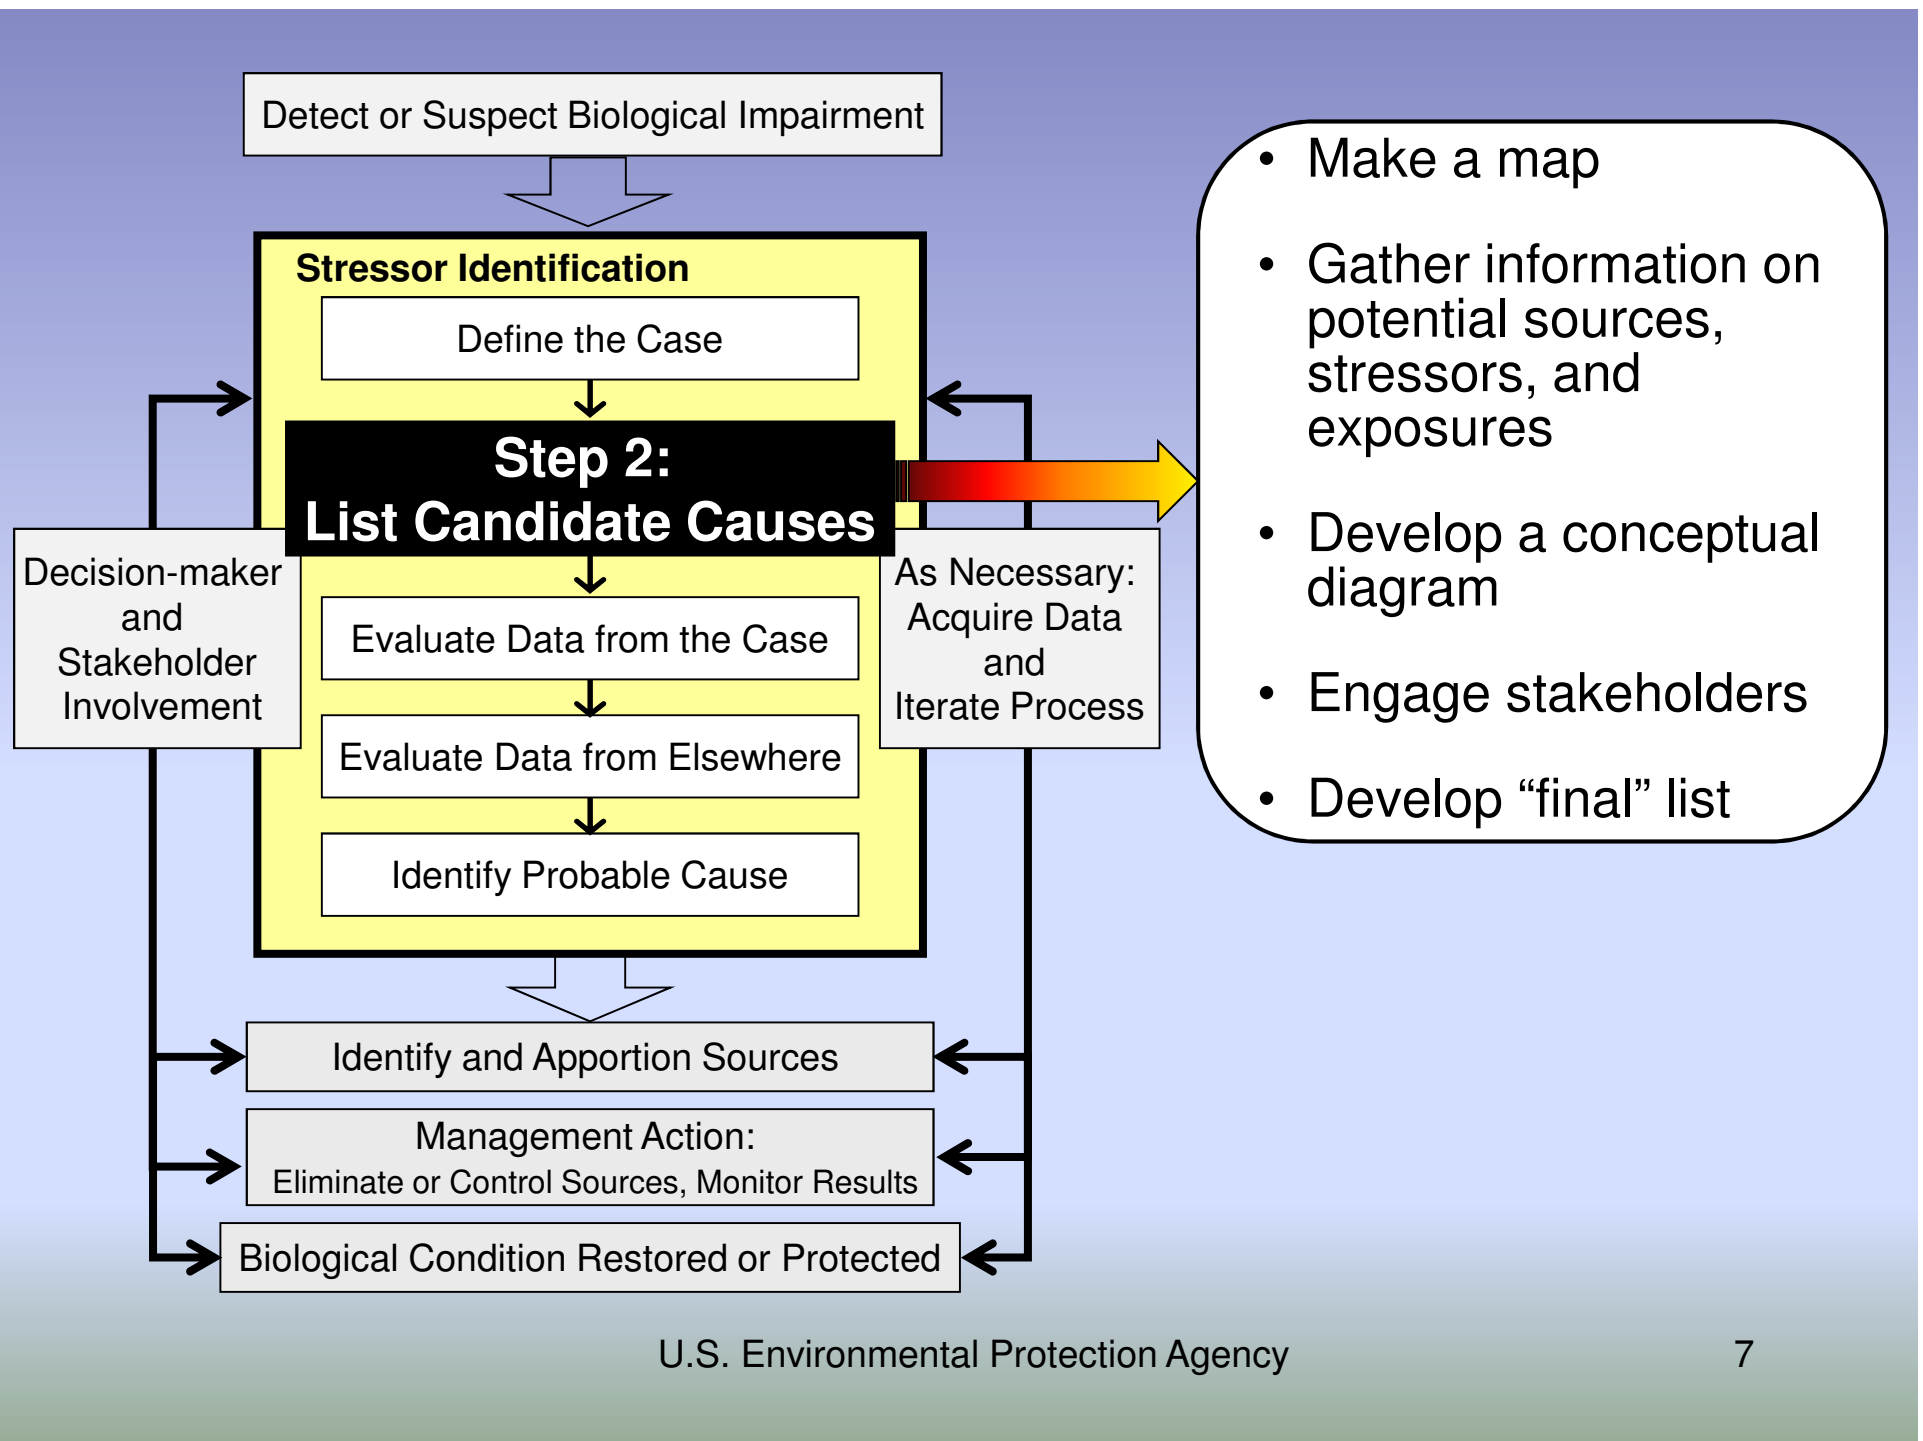 Detect or Suspect Biological Impairment
Stressor Identification
Define the Case
Step 2:
List Candidate Causes
Evaluate Data from the Case
Evaluate Data from Elsewhere
Identify Probable Cause
Decision-maker
and
Stakeholder
Involvement
As Necessary:
Acquire Data
and
Iterate Process
Identify and Apportion Sources
Management Action:
Eliminate or Control Sources, Monitor Results
Biological Condition Restored or Protected
• Make a map
• Gather information on
potential sources,
stressors, and
exposures
• Develop a conceptual
diagram
• Engage stakeholders
• Develop “final” list
U.S. Environmental Protection Agency
7